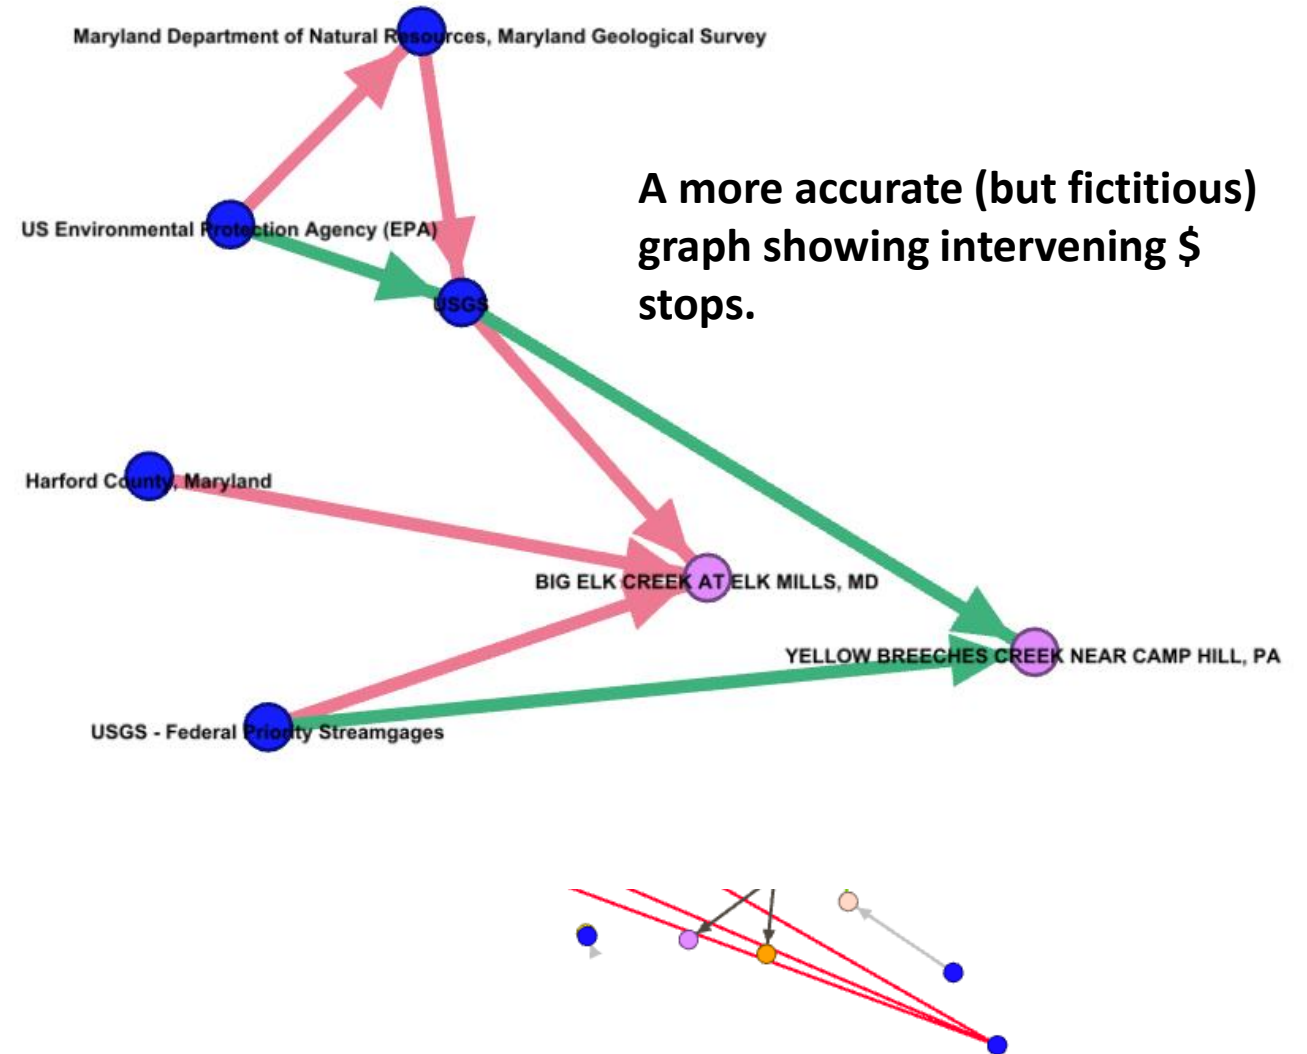 Maryland Department of Natural Resources, Maryland Geological Survey
A more accurate (but fictitious)
graph showing intervening $
stops.
US Environmental Protection Agency (EPA)
USGS
Harford County, Maryland
BIG ELK CREEK AT ELK MILLS, MD
YELLOW BREECHES CREEK NEAR CAMP HILL, PA
USGS - Federal Priority Streamgages